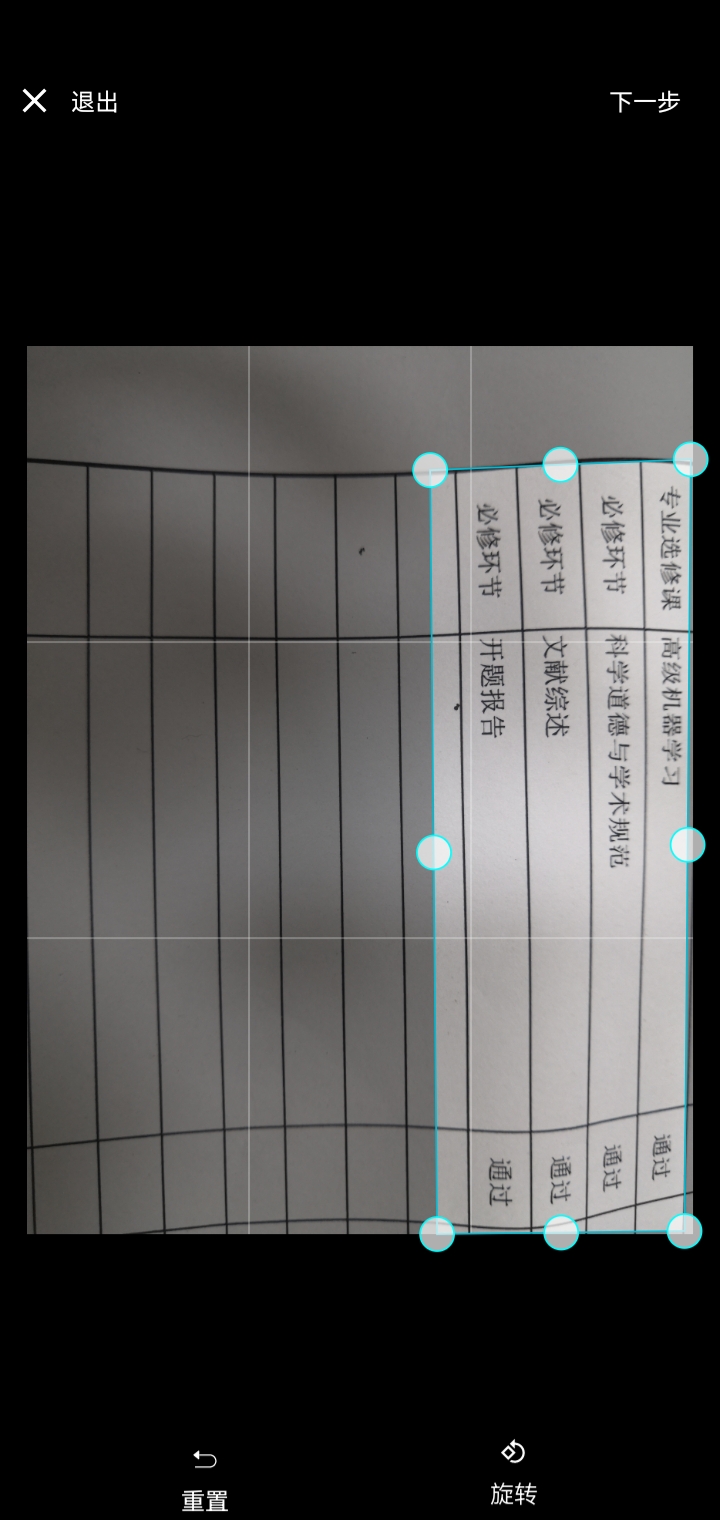 退出
下一步
专业选修课 高级机器学习 通过
必修环节 科学道德与学术规范 通过
必修环节 文献综述 通过
必修环节 开题报告 通过
重置
旋转